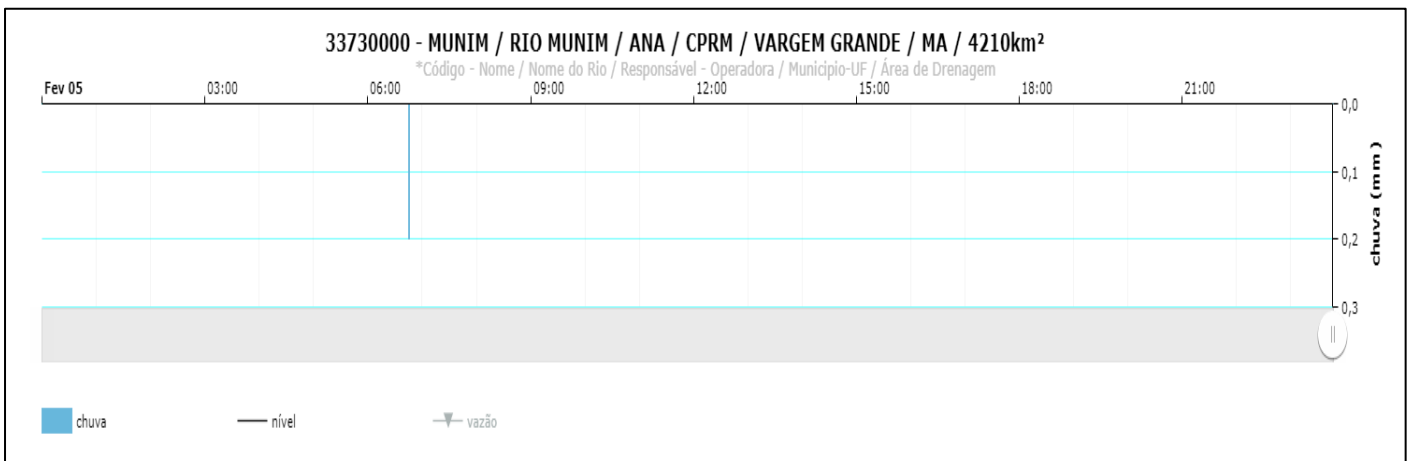 33730000 - MUNIM / RIO MUNIM / ANA / CPRM / VARGEM GRANDE / MA / 4210km²
*Código - Nome / Nome do Rio / Responsável - Operadora / Municipio-UF / Área de Drenagem
Fev 05 03:00 06:00 09:00 12:00 15:00 18:00 21:00
0,0
0,1
0,2
0,3
chuva (mm)
chuva nível vazão